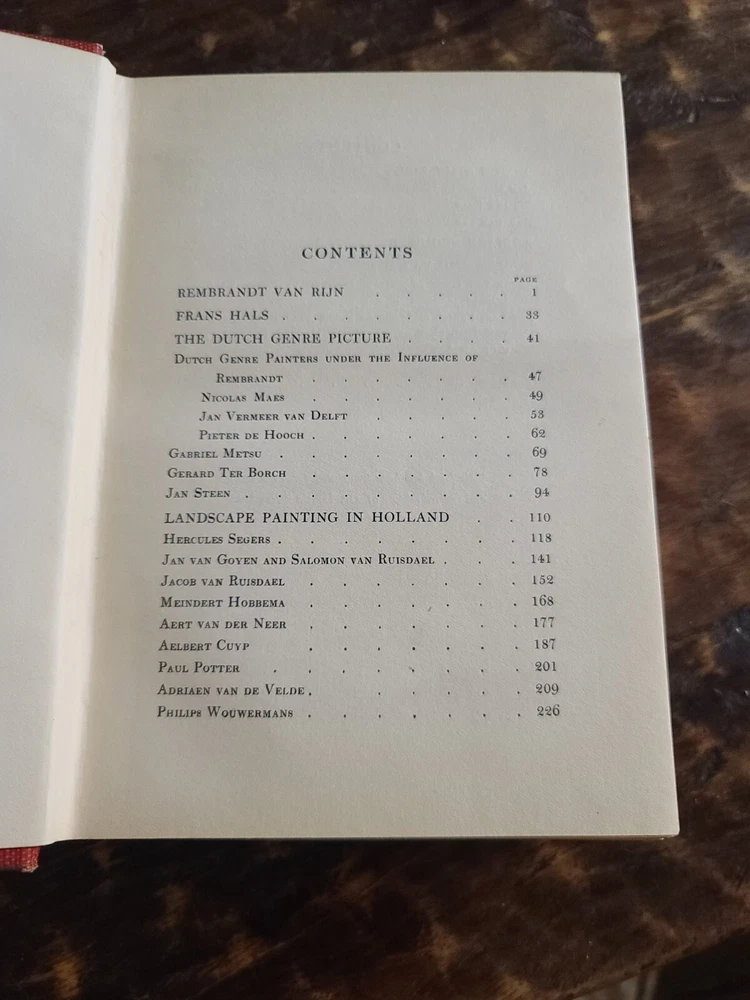 CONTENTS
PAGE
REMBRANDT VAN RIJN . . . . . 1
FRANS HALS . . . . . . . 33
THE DUTCH GENRE PICTURE . . . . 41
DUTCH GENRE PAINTERS UNDER THE INFLUENCE OF
REMBRANDT . . . . . . 47
NICOLAS MAES . . . . . . 49
JAN VERMEER VAN DELFT . . . . . 53
PIETER DE HOOCH . . . . . . 62
GABRIEL METSU . . . . . . . 69
GERARD TER BORCH . . . . . . 78
JAN STEEN . . . . . . . . 94
LANDSCAPE PAINTING IN HOLLAND . . 110
HERCULES SEGERS . . . . . . . 118
JAN VAN GOYEN AND SALOMON VAN RUISDAEL . . . 141
JACOB VAN RUISDAEL . . . . . . 152
MEINDERT HOBBEMA . . . . . . 168
AERT VAN DER NEER . . . . . . 177
AELBERT CUYP . . . . . . 187
PAUL POTTER . . . . . . . 201
ADRIAEN VAN DE VELDE . . . . . 209
PHILIPS WOUWERMANS . . . . . . 226